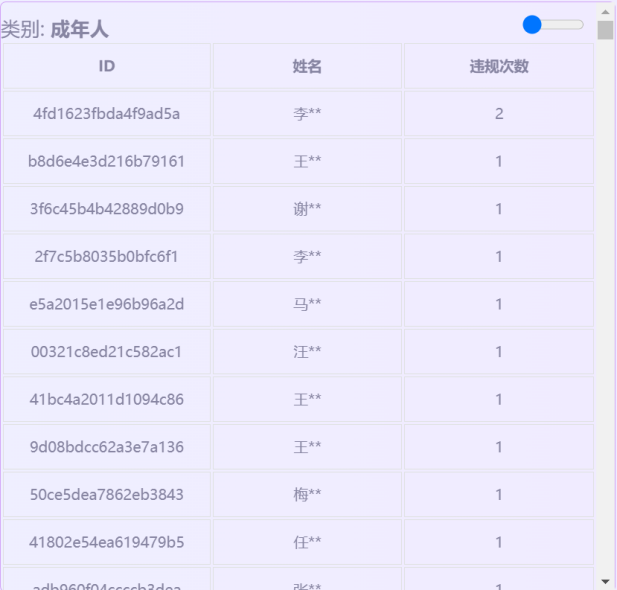 类别: 成年人
ID 姓名 违规次数
4fd1623fbda4f9ad5a 李** 2
b8d6e4e3d216b79161 王** 1
3f6c45b4b42889d0b9 谢** 1
2f7c5b8035b0bfc6f1 李** 1
e5a2015e1e96b96a2d 马** 1
00321c8ed21c582ac1 汪** 1
41bc4a2011d1094c86 王** 1
9d08bdcc62a3e7a136 王** 1
50ce5dea7862eb3843 梅** 1
41802e54ea619479b5 任** 1
张** 1